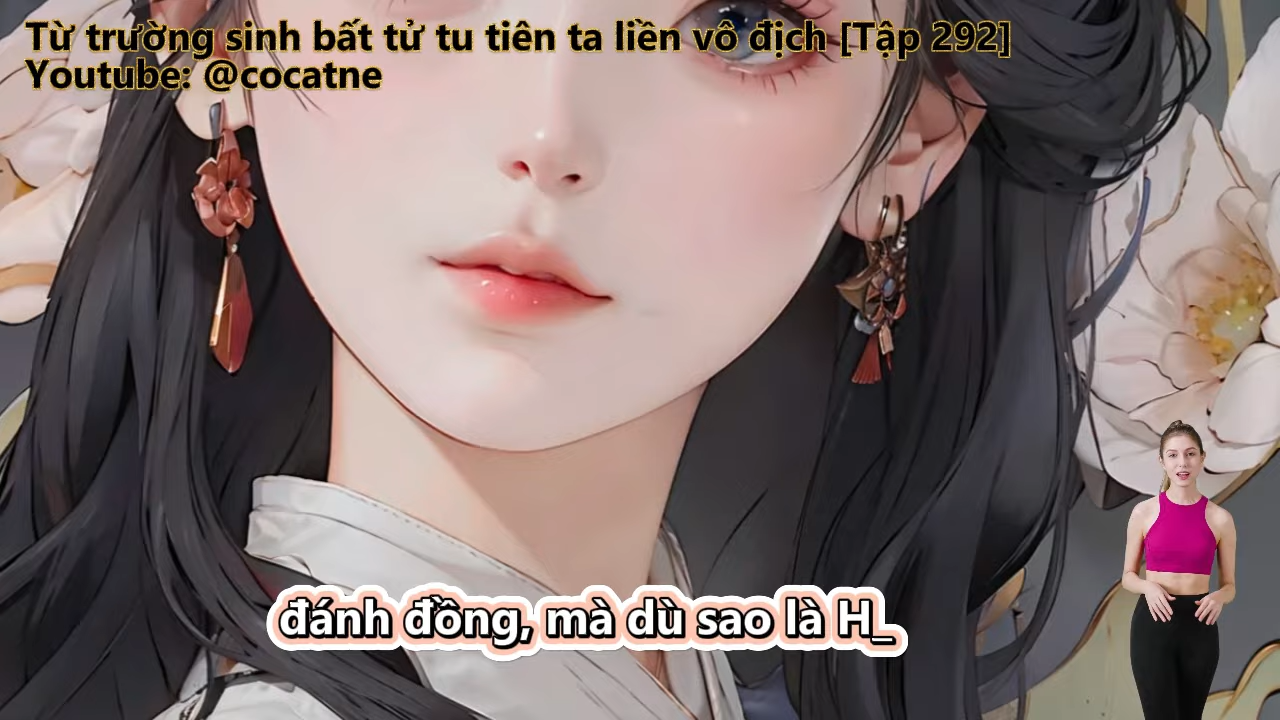 Từ trường sinh bất tử tu tiên ta liền vô địch [Tập 292]
Youtube: @cocatne
đánh đồng, mà dù sao là H_